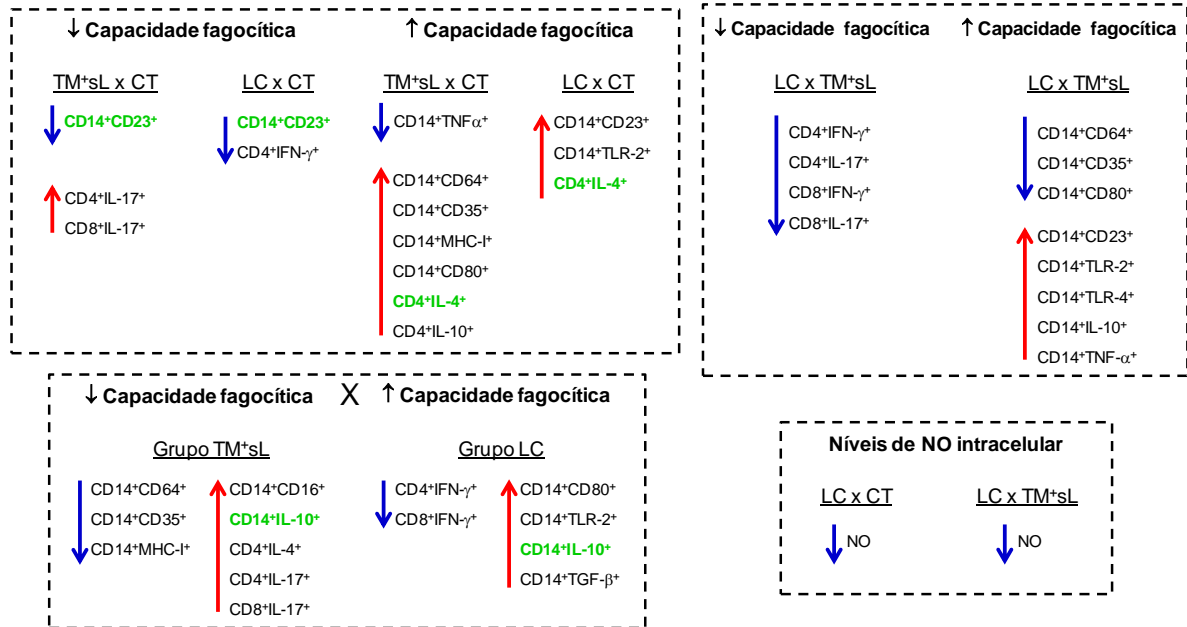 ↓ Capacidade fagocítica ↑ Capacidade fagocítica
TM⁺sL x CT LC x CT TM⁺sL x CT LC x CT
CD14⁺CD23⁺
CD4⁺IL-17⁺
CD8⁺IL-17⁺
CD14⁺CD23⁺
CD4⁺IFN-γ⁺
CD14⁺TNFα⁺
CD14⁺CD64⁺
CD14⁺CD35⁺
CD14⁺MHC-I⁺
CD14⁺CD80⁺
CD4⁺IL-4⁺
CD4⁺IL-10⁺
CD14⁺CD23⁺
CD14⁺TLR-2⁺
CD4⁺IL-4⁺
↓ Capacidade fagocítica ↑ Capacidade fagocítica
LC x TM⁺sL LC x TM⁺sL
CD4⁺IFN-γ⁺
CD4⁺IL-17⁺
CD8⁺IFN-γ⁺
CD8⁺IL-17⁺
CD14⁺CD64⁺
CD14⁺CD35⁺
CD14⁺CD80⁺
CD14⁺CD23⁺
CD14⁺TLR-2⁺
CD14⁺TLR-4⁺
CD14⁺IL-10⁺
CD14⁺TNF-α⁺
↓ Capacidade fagocítica X ↑ Capacidade fagocítica
Grupo TM⁺sL Grupo LC
CD14⁺CD64⁺
CD14⁺CD35⁺
CD14⁺MHC-I⁺
CD14⁺CD16⁺
CD14⁺IL-10⁺
CD4⁺IL-4⁺
CD4⁺IL-17⁺
CD8⁺IL-17⁺
CD4⁺IFN-γ⁺
CD8⁺IFN-γ⁺
CD14⁺CD80⁺
CD14⁺TLR-2⁺
CD14⁺IL-10⁺
CD14⁺TGF-β⁺
Níveis de NO intracelular
LC x CT LC x TM⁺sL
NO NO